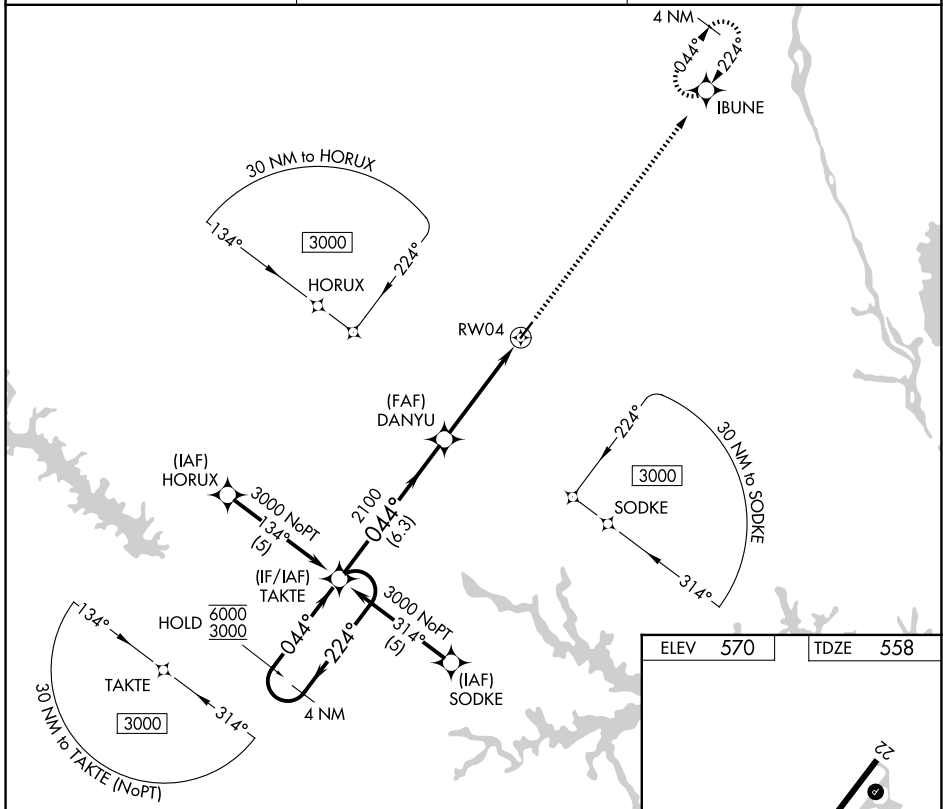 4 NM
044°
224°
IBUNE
30 NM to HORUX
134°
3000
224°
HORUX
RW04
(FAF)
DANYU
30 NM to SODKE
224°
3000
SODKE
314°
(IAF)
HORUX
3000 NoPT
134°
(5)
2100
044°
(6.3)
(IF/IAF)
TAKTE
3000 NoPT
314°
(5)
(IAF)
SODKE
HOLD 6000
3000
044°
224°
4 NM
134°
TAKTE
314°
3000
30 NM to TAKTE (NoPT)
ELEV 570
TDZE 558
22
P